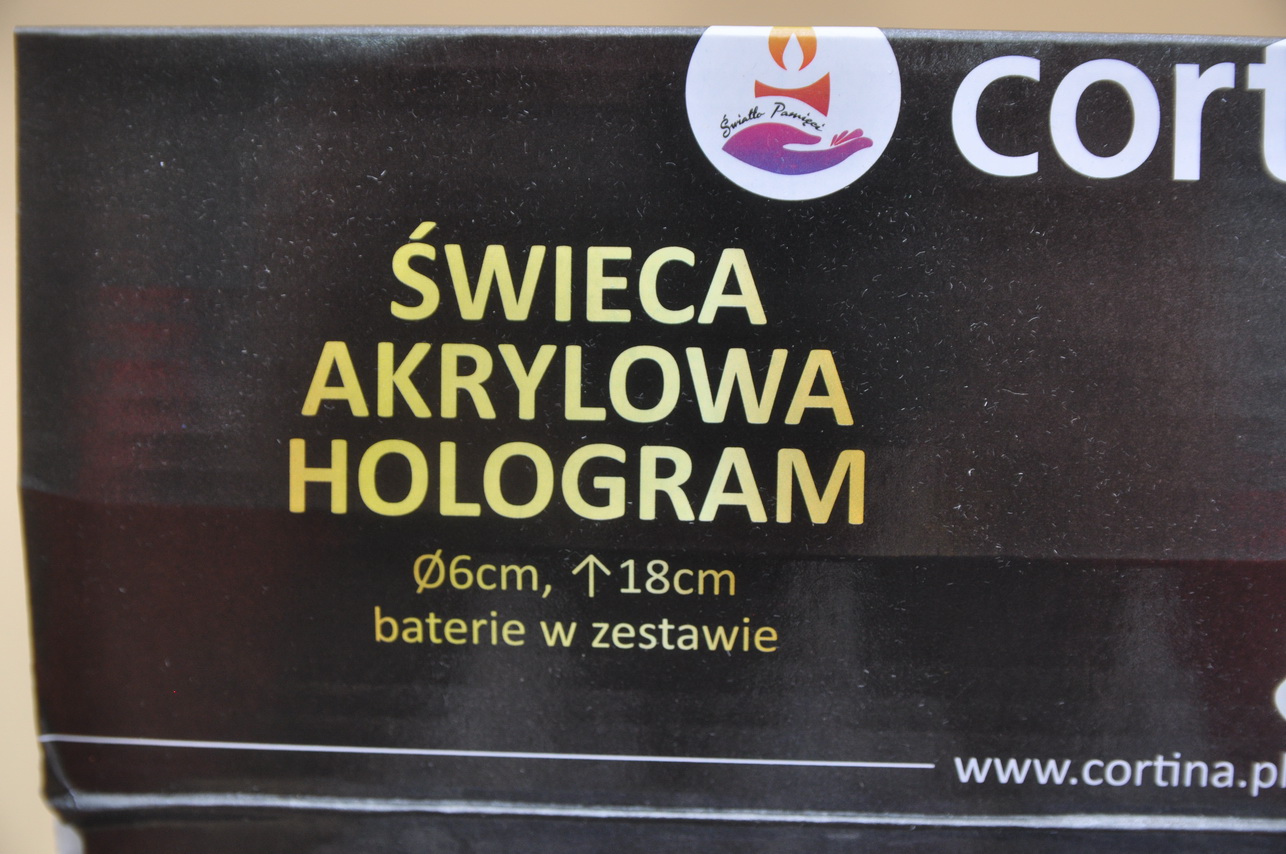 Światło Pamięci
cort
ŚWIECA
AKRYLOWA
HOLOGRAM
Ø6cm, ↑18cm
baterie w zestawie
www.cortina.pl